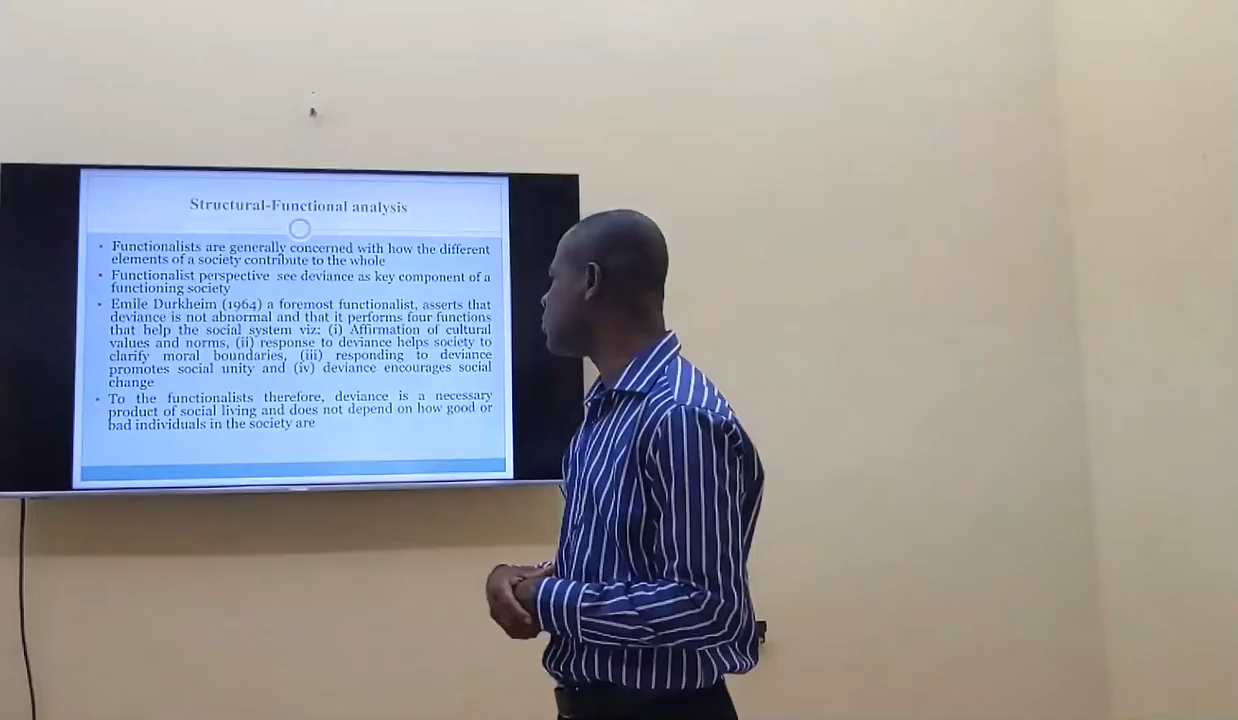 Structural-Functional analysis
• Functionalists are generally concerned with how the different
elements of a society contribute to the whole
• Functionalist perspective see deviance as key component of a
functioning society
• Emile Durkheim (1964) a foremost functionalist, asserts that
deviance is not abnormal and that it performs four functions
that help the social system viz: (i) Affirmation of cultural
values and norms, (ii) response to deviance helps society to
clarify moral boundaries, (iii) responding to deviance
promotes social unity and (iv) deviance encourages social
change
• To the functionalists therefore, deviance is a necessary
product of social living and does not depend on how good or
bad individuals in the society are